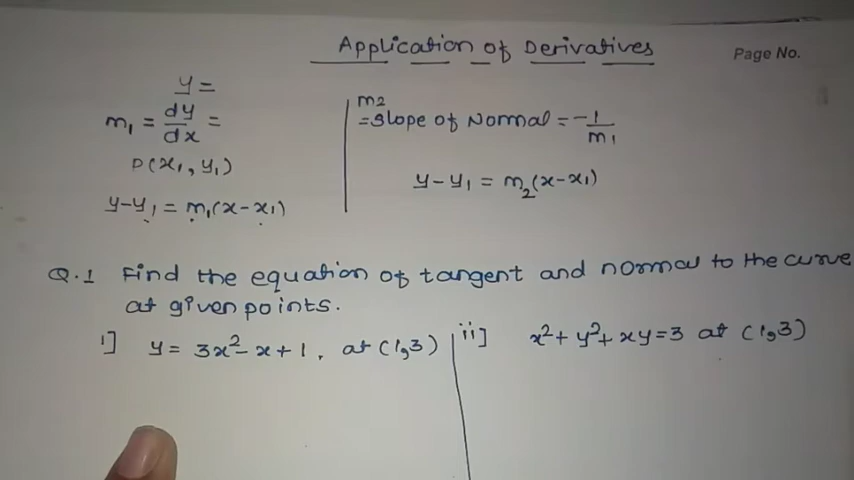 Application of Derivatives
Page No.
y =
m₁ = dy/dx =
P(x₁, y₁)
y-y₁ = m₁(x-x₁)
m₂
= Slope of Normal = -1/m₁
y-y₁ = m₂(x-x₁)
Q.1 Find the equation of tangent and normal to the curve
at given points.
i] y = 3x²-x+1, at (1,3)
ii] x²+y²+xy=3 at (1,3)